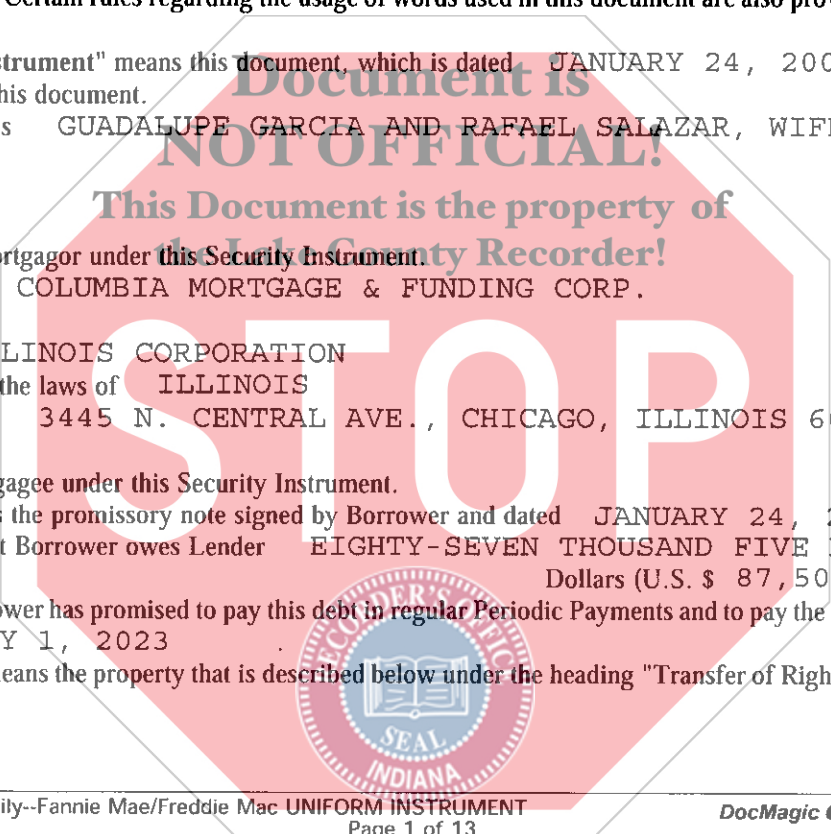 Certain rules regarding the usage of words used in this document are also pro
strument" means this document, which is dated JANUARY 24, 200
his document.
s GUADALUPE GARCIA AND RAFAEL SALAZAR, WIF
rtgagor under this Security Instrument.
COLUMBIA MORTGAGE & FUNDING CORP.
LINOIS CORPORATION
the laws of ILLINOIS
3445 N. CENTRAL AVE., CHICAGO, ILLINOIS 6
gagee under this Security Instrument.
s the promissory note signed by Borrower and dated JANUARY 24, 2
t Borrower owes Lender EIGHTY-SEVEN THOUSAND FIVE
Dollars (U.S. $ 87,50
ower has promised to pay this debt in regular Periodic Payments and to pay the
Y 1, 2023 .
eans the property that is described below under the heading "Transfer of Righ
ily--Fannie Mae/Freddie Mac UNIFORM INSTRUMENT
DocMagic
Page 1 of 13
Document is
NOT OFFICIAL!
This Document is the property of
the Lake County Recorder!
STOP
RECORDER'S OFFICE
SEAL
INDIANA